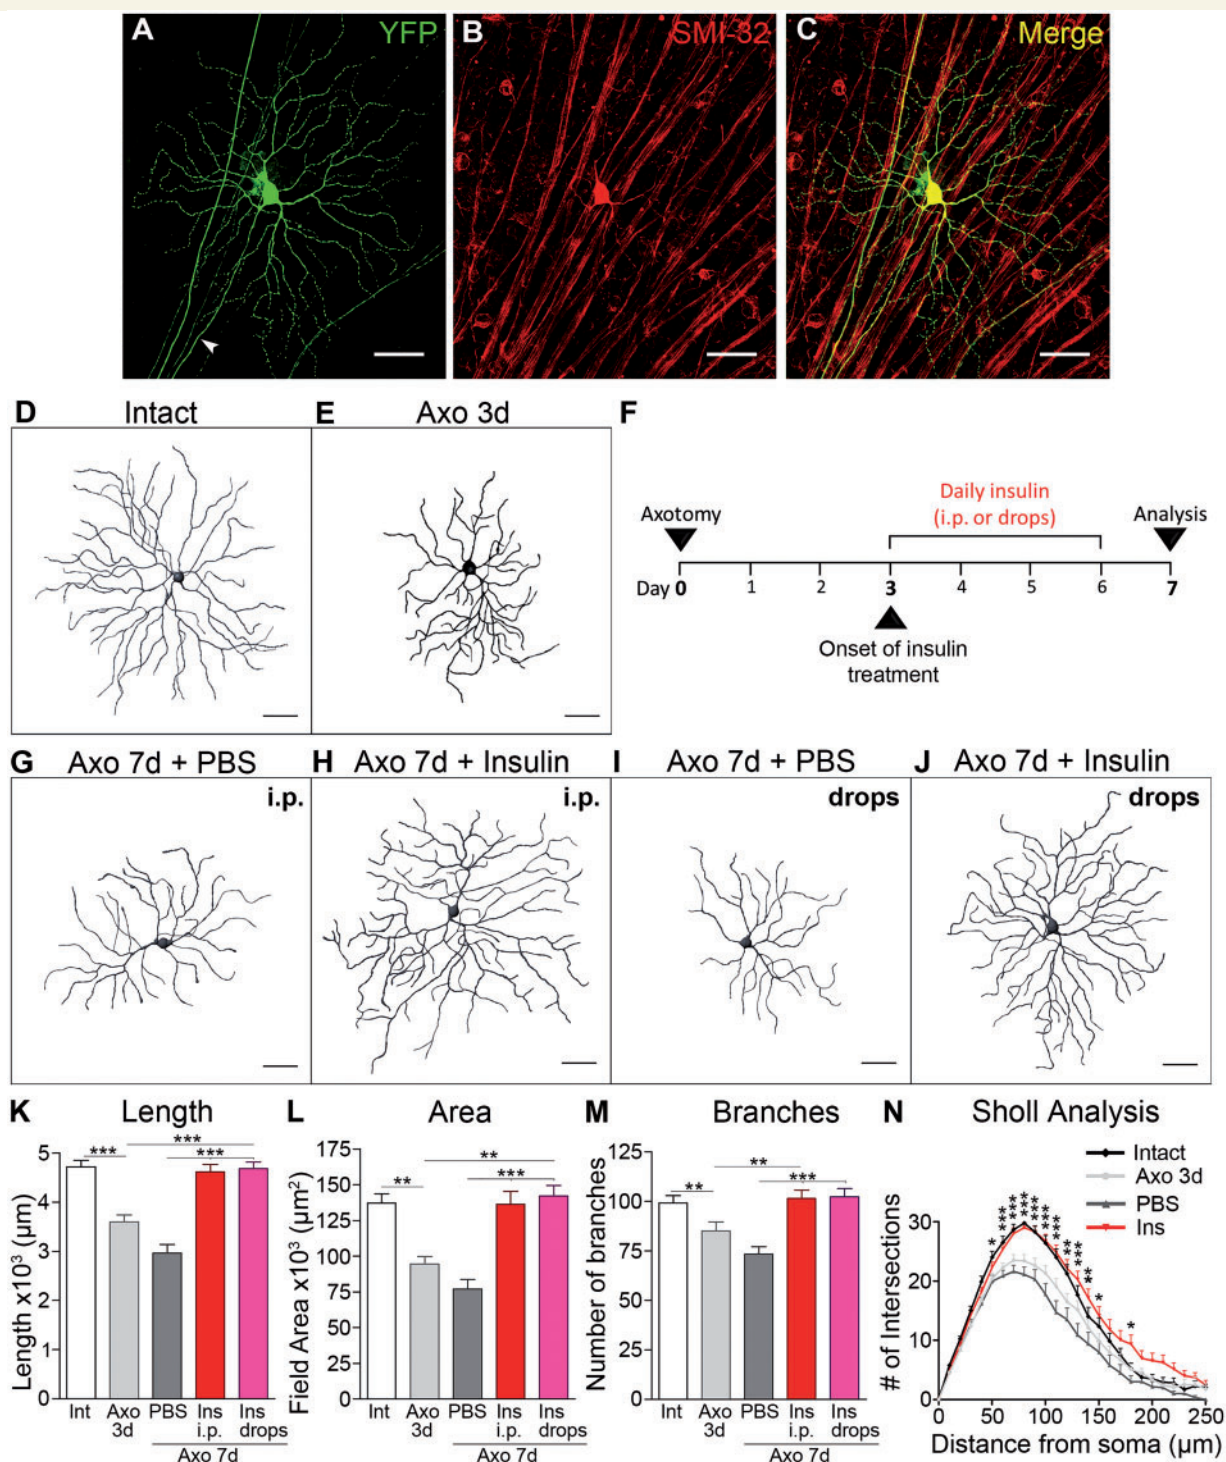 A YFP B SMI-32 C Merge
D Intact E Axo 3d F
Daily insulin
(i.p. or drops)
Axotomy Analysis
Day 0 1 2 3 4 5 6 7
Onset of insulin
treatment
G Axo 7d + PBS H Axo 7d + Insulin I Axo 7d + PBS J Axo 7d + Insulin
i.p. i.p. drops drops
K Length L Area M Branches N Sholl Analysis
Length x10³ (µm)
5
4
3
2
1
0
***
***
***
Int Axo 3d PBS Ins i.p. Ins drops
Axo 7d
Field Area x10³ (µm²)
175
150
125
100
75
50
25
0
**
**
***
Int Axo 3d PBS Ins i.p. Ins drops
Axo 7d
Number of branches
125
100
75
50
25
0
**
**
***
Int Axo 3d PBS Ins i.p. Ins drops
Axo 7d
Intact
Axo 3d
PBS
Ins
# of Intersections
30
20
10
0
0 50 100 150 200 250
Distance from soma (µm)